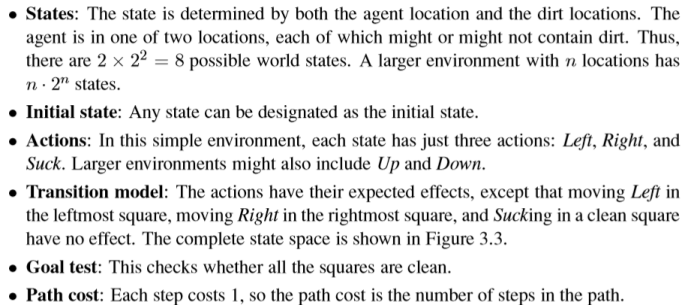 • States: The state is determined by both the agent location and the dirt locations. The
agent is in one of two locations, each of which might or might not contain dirt. Thus,
there are 2 × 2² = 8 possible world states. A larger environment with n locations has
n · 2ⁿ states.
• Initial state: Any state can be designated as the initial state.
• Actions: In this simple environment, each state has just three actions: Left, Right, and
Suck. Larger environments might also include Up and Down.
• Transition model: The actions have their expected effects, except that moving Left in
the leftmost square, moving Right in the rightmost square, and Sucking in a clean square
have no effect. The complete state space is shown in Figure 3.3.
• Goal test: This checks whether all the squares are clean.
• Path cost: Each step costs 1, so the path cost is the number of steps in the path.